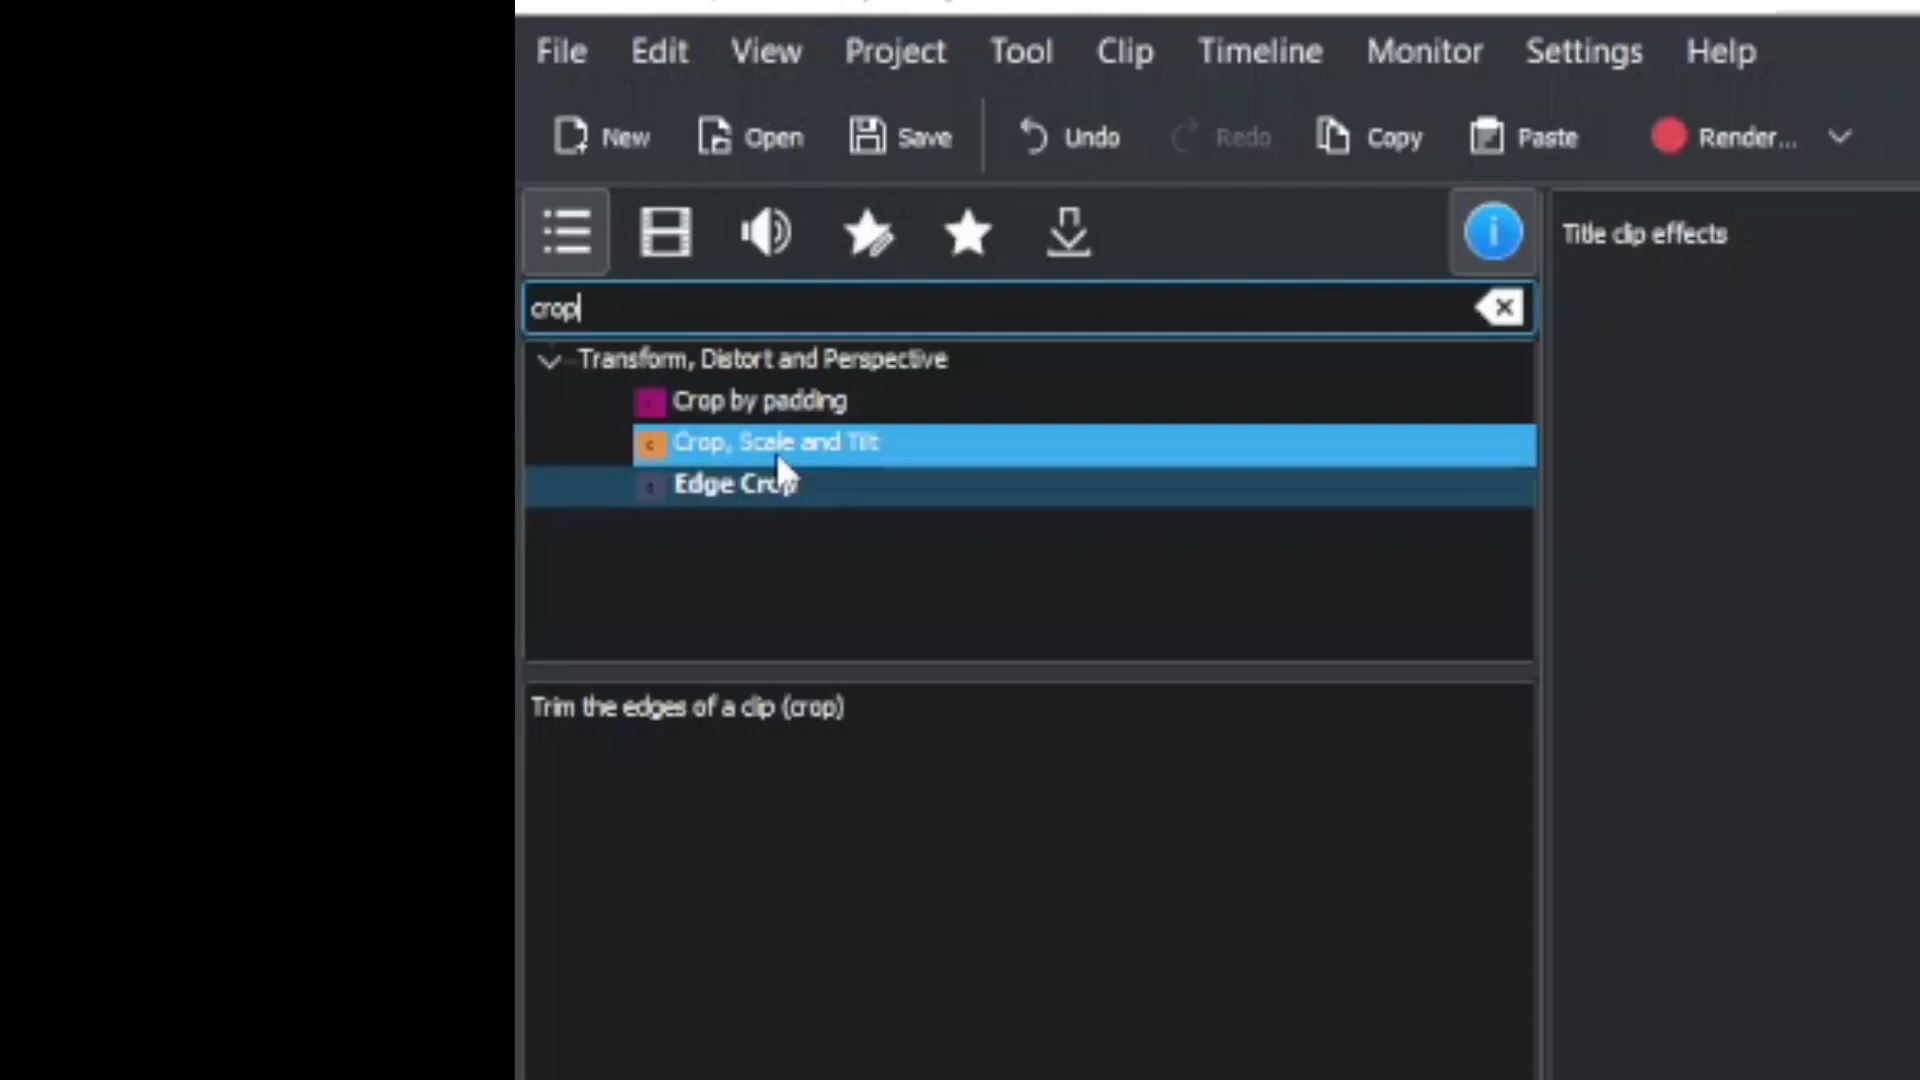 File Edit View Project Tool Clip Timeline Monitor Settings Help
New Open Save Undo Redo Copy Paste Render...
Title clip effects
crop
Transform, Distort and Perspective
Crop by padding
Crop, Scale and Tilt
Edge Crop
Trim the edges of a clip (crop)